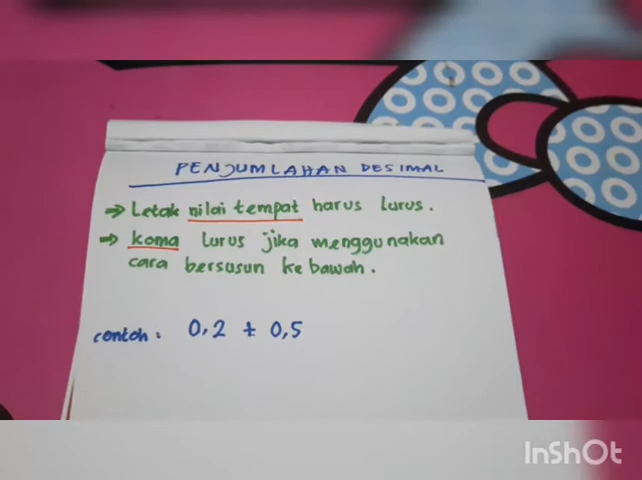 PENJUMLAHAN DESIMAL
⇒ Letak nilai tempat harus lurus.
⇒ koma lurus jika menggunakan
cara bersusun ke bawah.
contoh : 0,2 + 0,5
InShOt